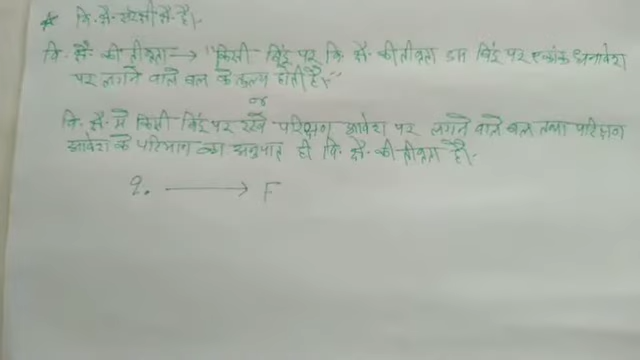 * वि. क्षै. संरक्षी क्षै. है।
वि. क्षै. की तीव्रता → "किसी बिंदु पर वि. क्षै. की तीव्रता उस बिंदु पर एकांक धनावेश
पर लगने वाले बल के तुल्य होती है।"
or
वि. क्षै. में किसी बिंदु पर रखे परिक्षण आवेश पर लगने वाले बल तथा परिक्षण
आवेश के परिमाण का अनुपात ही वि. क्षै. की तीव्रता है।
q. → F